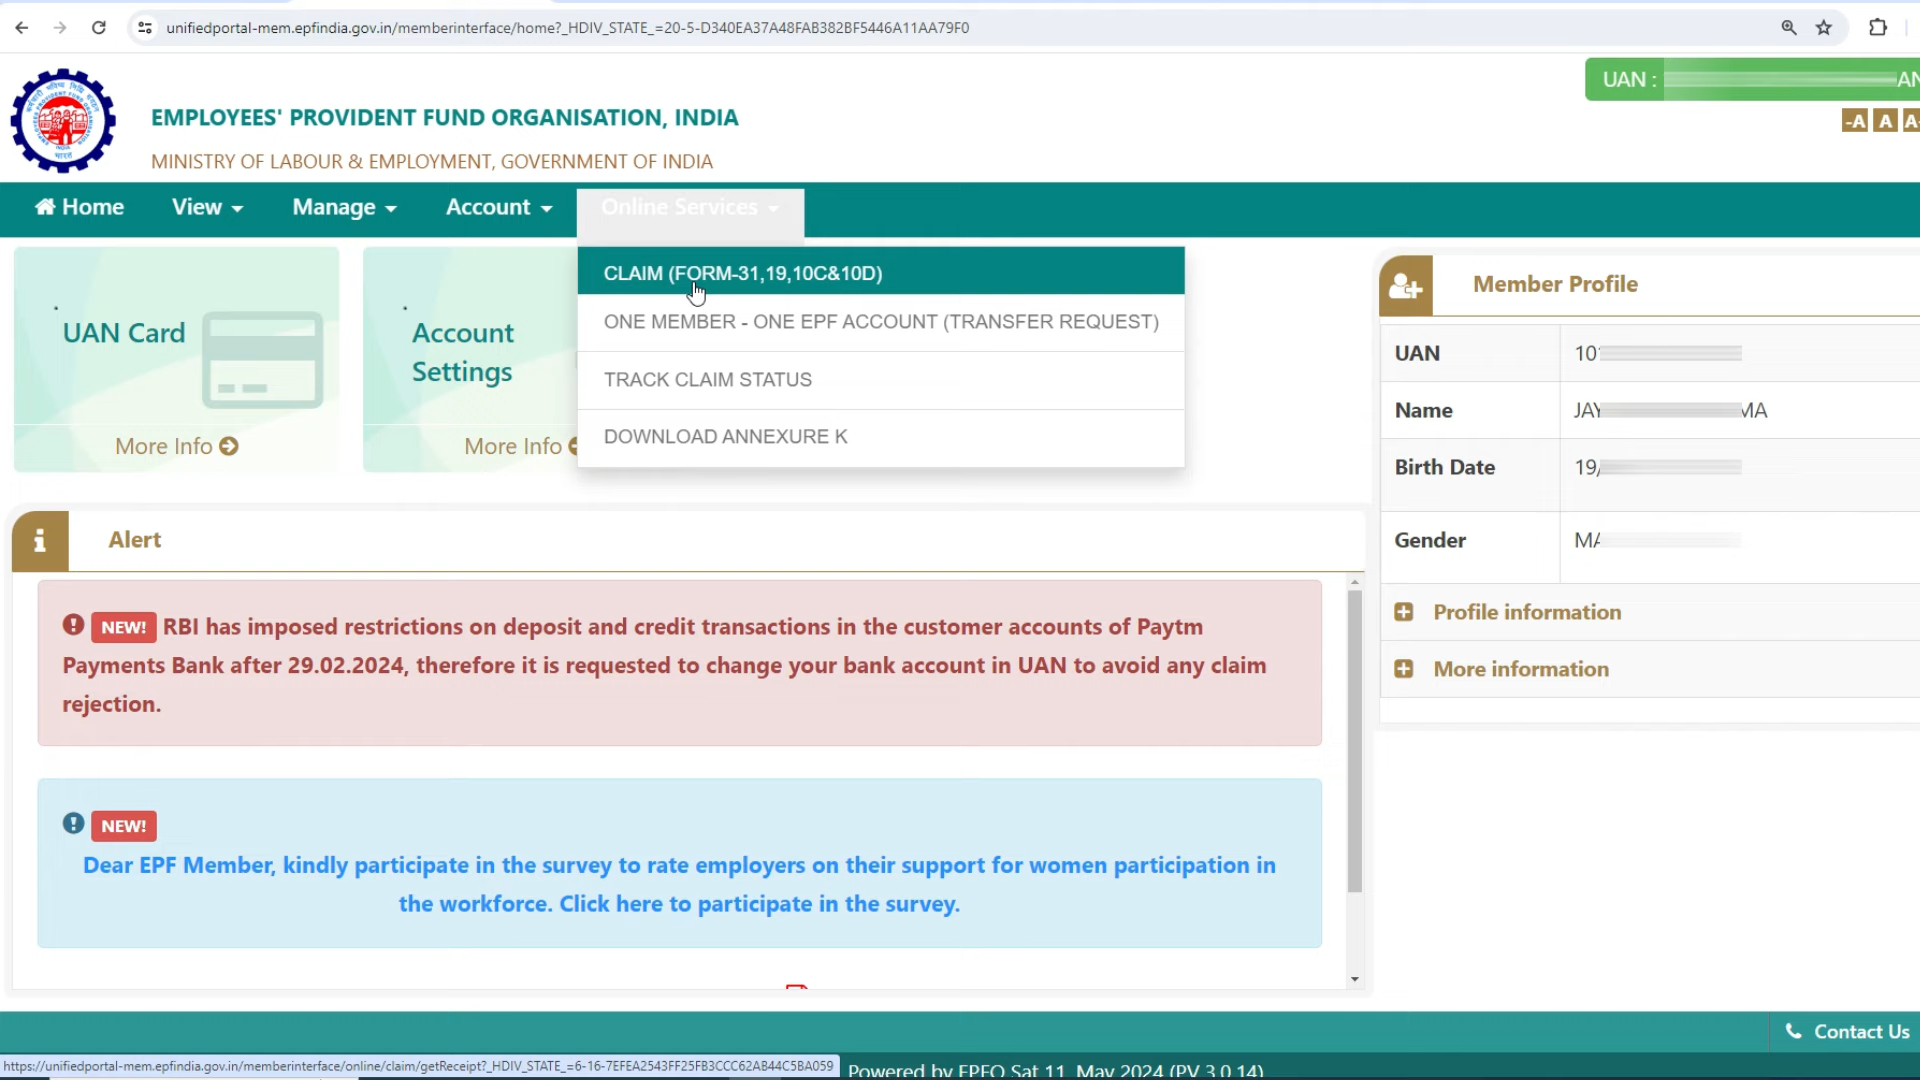 unifiedportal-mem.epfindia.gov.in/memberinterface/home?_HDIV_STATE_=20-5-D340EA37A48FAB382BF5446A11AA79F0
UAN :
EMPLOYEES' PROVIDENT FUND ORGANISATION, INDIA
-A A A
MINISTRY OF LABOUR & EMPLOYMENT, GOVERNMENT OF INDIA
Home View Manage Account Online Services
CLAIM (FORM-31,19,10C&10D)
ONE MEMBER - ONE EPF ACCOUNT (TRANSFER REQUEST)
TRACK CLAIM STATUS
DOWNLOAD ANNEXURE K
UAN Card
More Info
Account
Settings
More Info
Member Profile
UAN 10
Name JAY MA
Birth Date 19/
Gender MA
Profile information
More information
Alert
NEW! RBI has imposed restrictions on deposit and credit transactions in the customer accounts of Paytm
Payments Bank after 29.02.2024, therefore it is requested to change your bank account in UAN to avoid any claim
rejection.
NEW!
Dear EPF Member, kindly participate in the survey to rate employers on their support for women participation in
the workforce. Click here to participate in the survey.
Contact Us
https://unifiedportal-mem.epfindia.gov.in/memberinterface/online/claim/getReceipt?_HDIV_STATE_=6-16-7EFEA2543FF25FB3CCC62AB44C5BA059
Powered by EPFO Sat 11, May 2024 (PV 3.0.14)